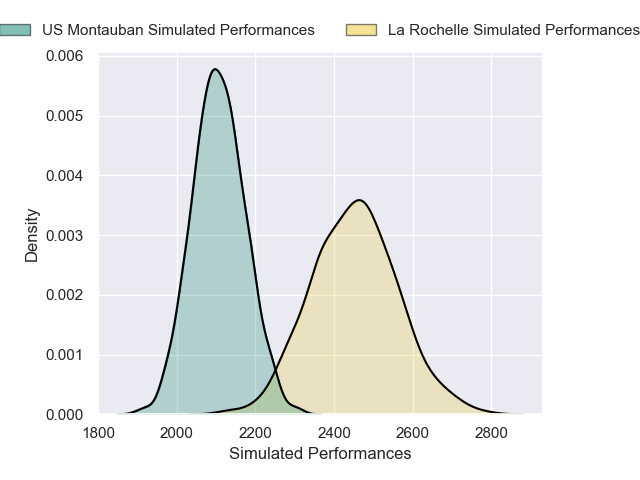 US Montauban Simulated Performances La Rochelle Simulated Performances
0.006
0.005
0.004
0.003
0.002
0.001
0.000
Density
1800 2000 2200 2400 2600 2800
Simulated Performances